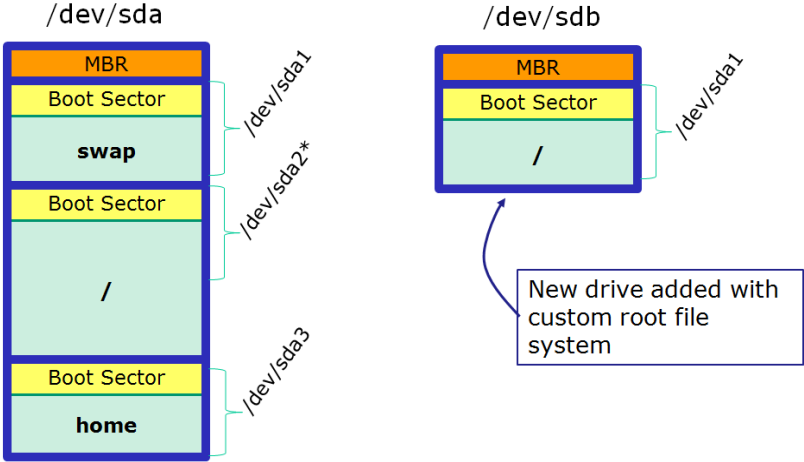 /dev/sda
MBR
Boot Sector
swap
/dev/sda1
Boot Sector
/
/dev/sda2*
Boot Sector
home
/dev/sda3
/dev/sdb
MBR
Boot Sector
/
/dev/sda1
New drive added with
custom root file
system